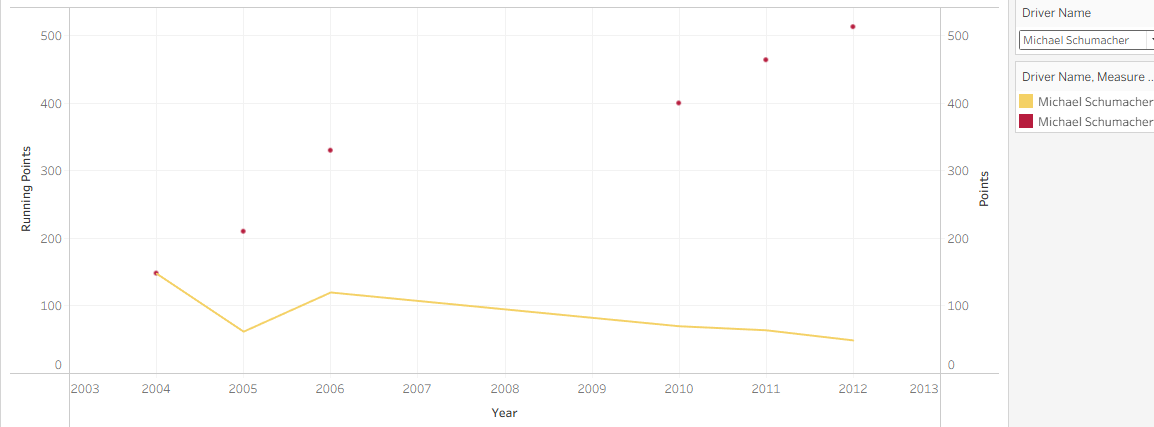 Running Points
500
400
300
200
100
0
500
400
300
200
100
0
Points
2003 2004 2005 2006 2007 2008 2009 2010 2011 2012 2013
Year
Driver Name
Michael Schumacher
Driver Name, Measure ..
Michael Schumacher
Michael Schumacher